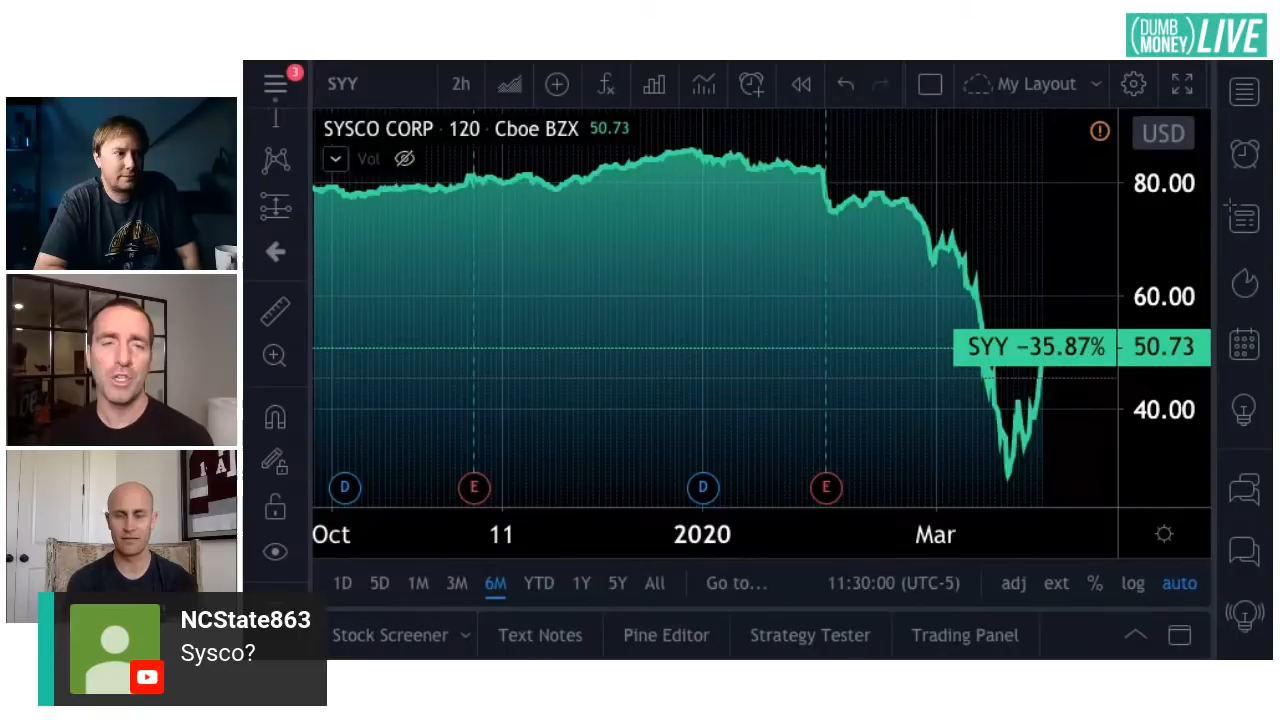 (DUMB MONEY) LIVE
3
SYY
2h
My Layout
SYSCO CORP · 120 · Cboe BZX 50.73
Vol
USD
80.00
60.00
SYY −35.87% 50.73
40.00
D E D E
Oct 11 2020 Mar
1D 5D 1M 3M 6M YTD 1Y 5Y All Go to... 11:30:00 (UTC-5) adj ext % log auto
Stock Screener Text Notes Pine Editor Strategy Tester Trading Panel
NCState863
Sysco?